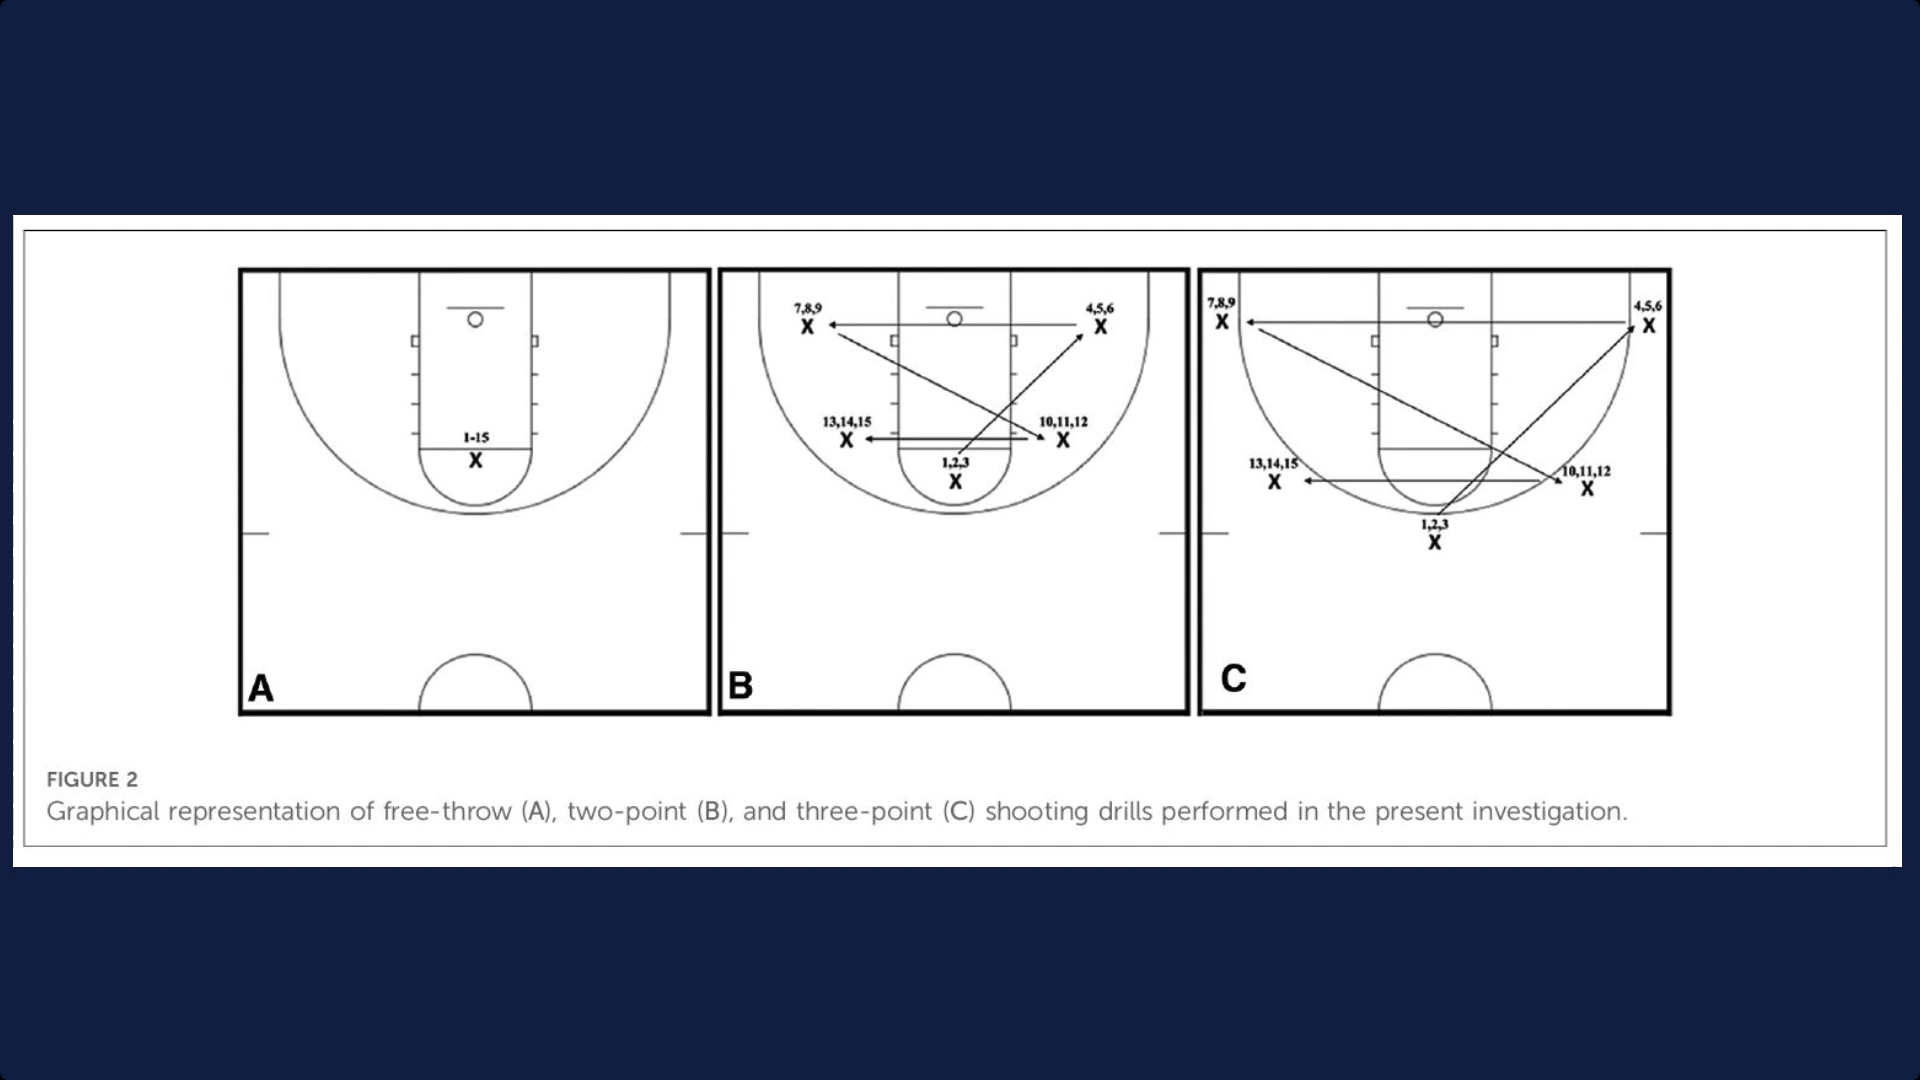 1-15
X
A
7,8,9
X
4,5,6
X
13,14,15
X
10,11,12
X
1,2,3
X
B
7,8,9
X
4,5,6
X
13,14,15
X
10,11,12
X
1,2,3
X
C
FIGURE 2
Graphical representation of free-throw (A), two-point (B), and three-point (C) shooting drills performed in the present investigation.